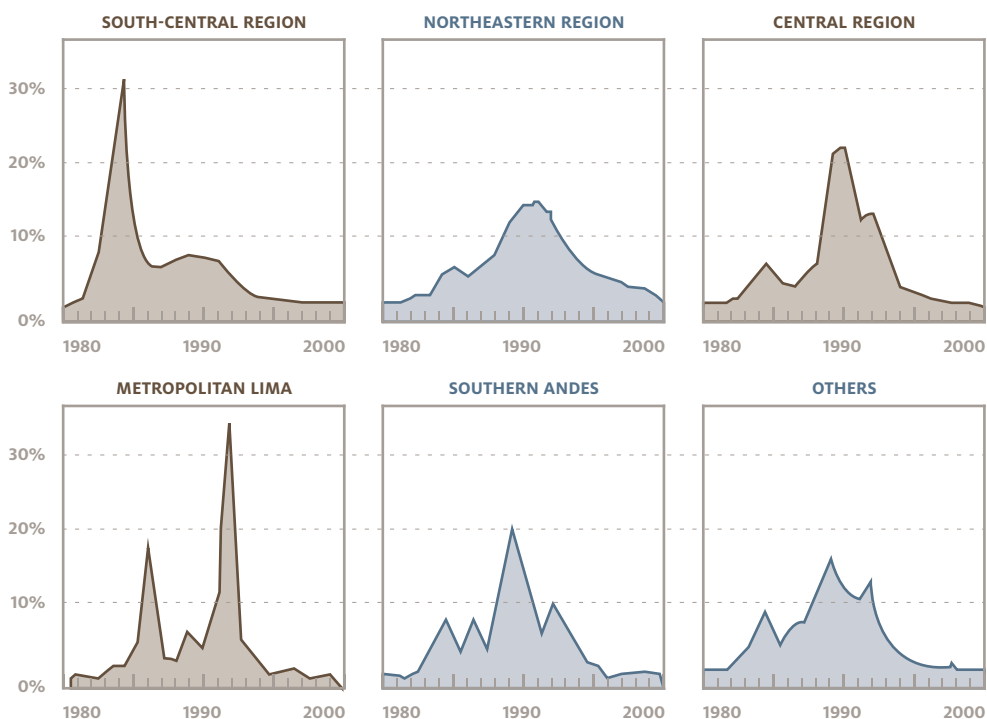 SOUTH-CENTRAL REGION NORTHEASTERN REGION CENTRAL REGION
30%
20%
10%
0%
1980 1990 2000 1980 1990 2000 1980 1990 2000
METROPOLITAN LIMA SOUTHERN ANDES OTHERS
30%
20%
10%
0%
1980 1990 2000 1980 1990 2000 1980 1990 2000